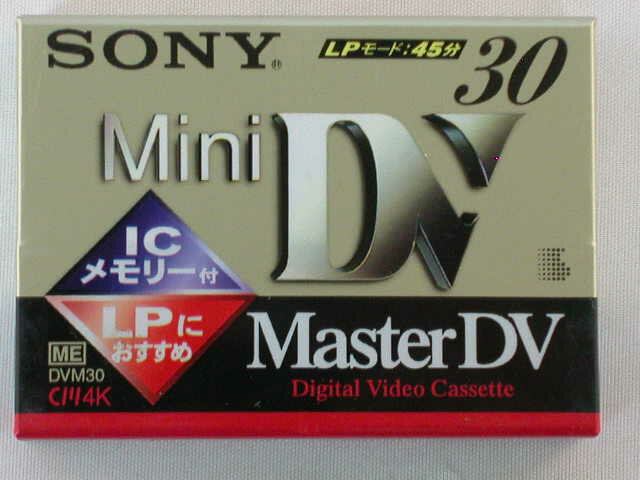 SONY®
LPモード:45分
30
Mini DV
IC
メモリー付
LPに
おすすめ
Master DV
Digital Video Cassette
ME
DVM30
4K